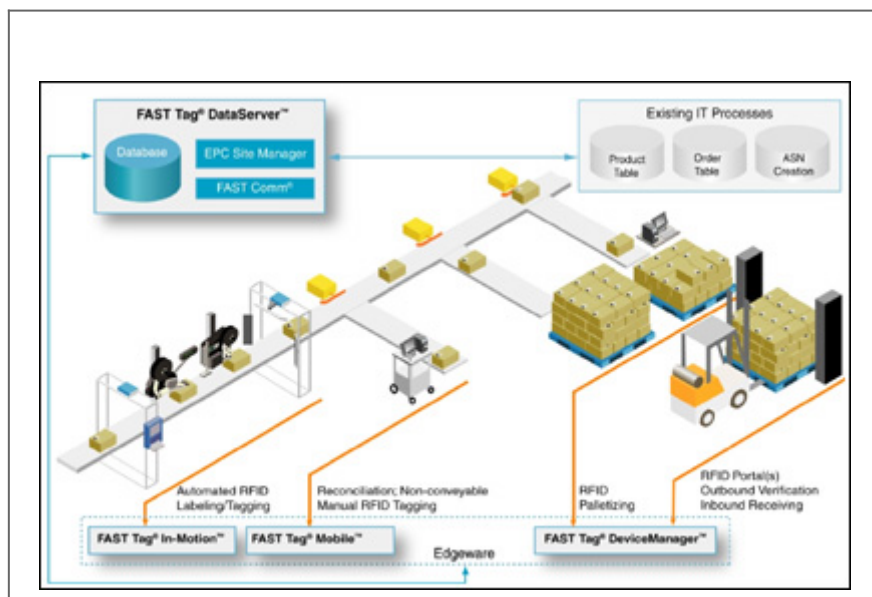 FAST Tag® DataServer™
Database
EPC Site Manager
FAST Comm®
Existing IT Processes
Product
Table
Order
Table
ASN
Creation
Automated RFID
Labeling/Tagging
Reconciliation; Non-conveyable
Manual RFID Tagging
RFID
Palletizing
RFID Portal(s)
Outbound Verification
Inbound Receiving
FAST Tag® In-Motion™
FAST Tag® Mobile™
FAST Tag® DeviceManager™
Edgeware